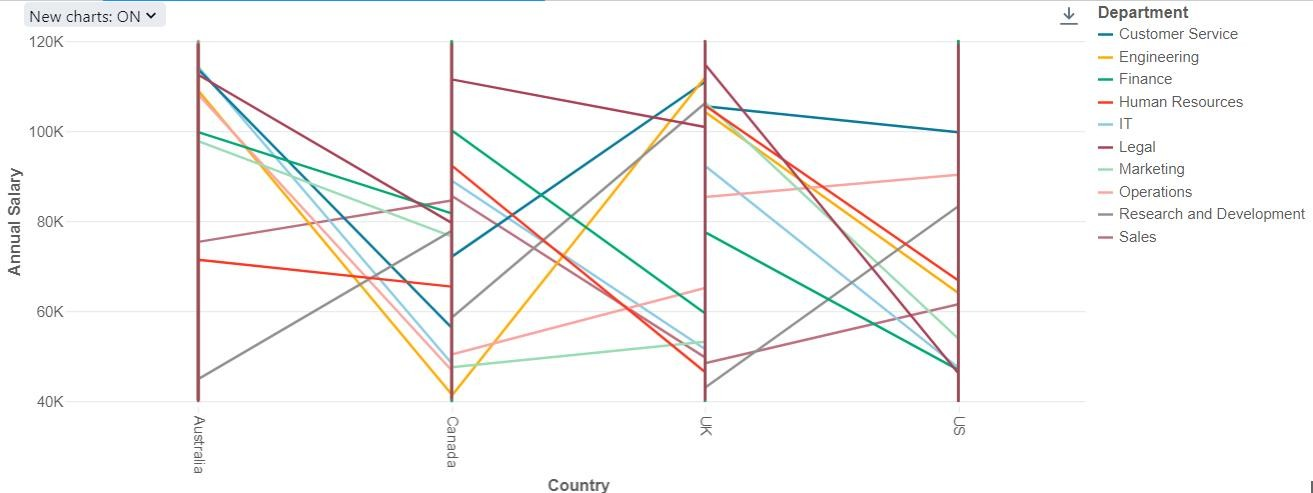 New charts: ON
Department
Customer Service
Engineering
Finance
Human Resources
IT
Legal
Marketing
Operations
Research and Development
Sales
Annual Salary
120K
100K
80K
60K
40K
Australia
Canada
UK
US
Country